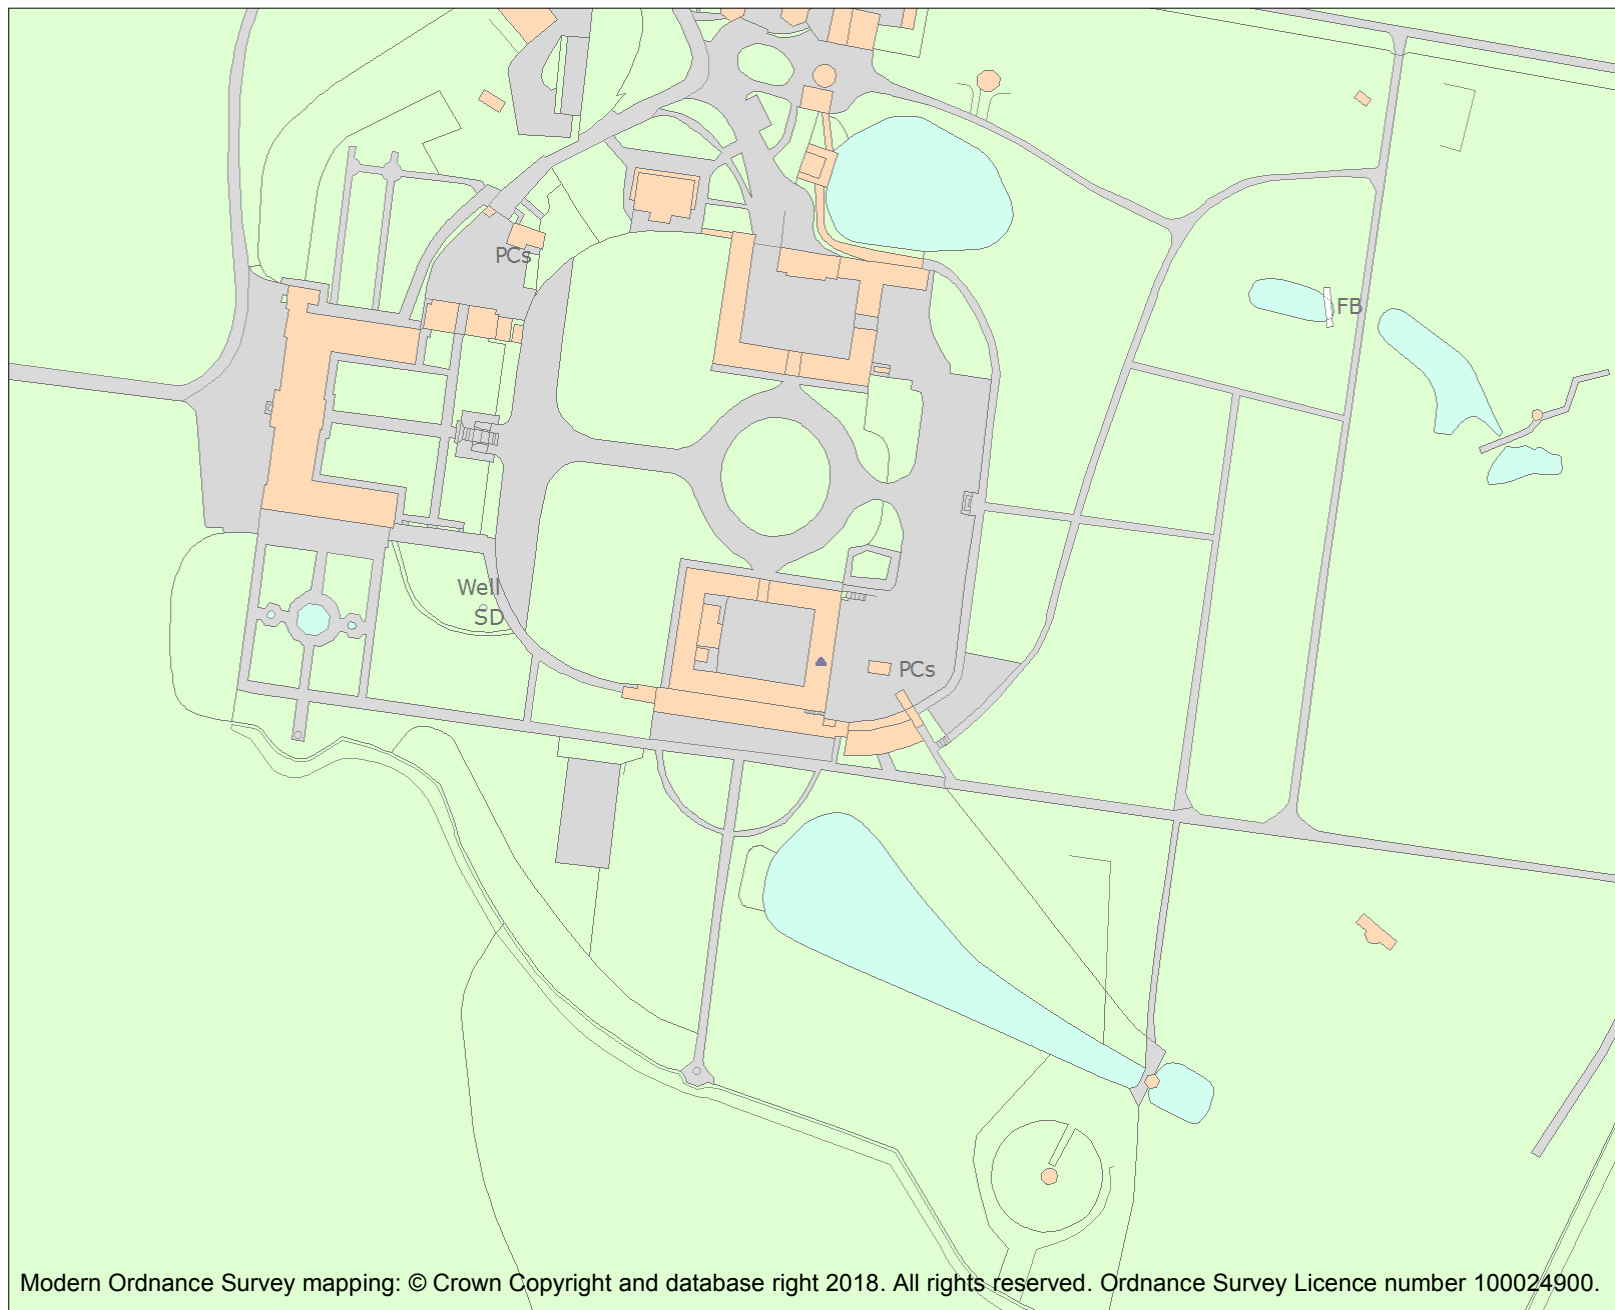 PCs
FB
Well
SD
PCs
Modern Ordnance Survey mapping: © Crown Copyright and database right 2018. All rights reserved. Ordnance Survey Licence number 100024900.